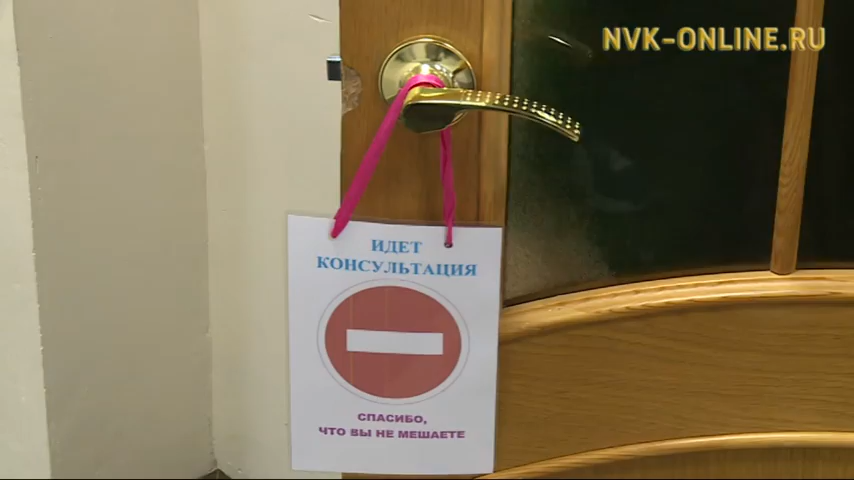 NVK-ONLINE.RU
ИДЕТ
КОНСУЛЬТАЦИЯ
СПАСИБО,
ЧТО ВЫ НЕ МЕШАЕТЕ